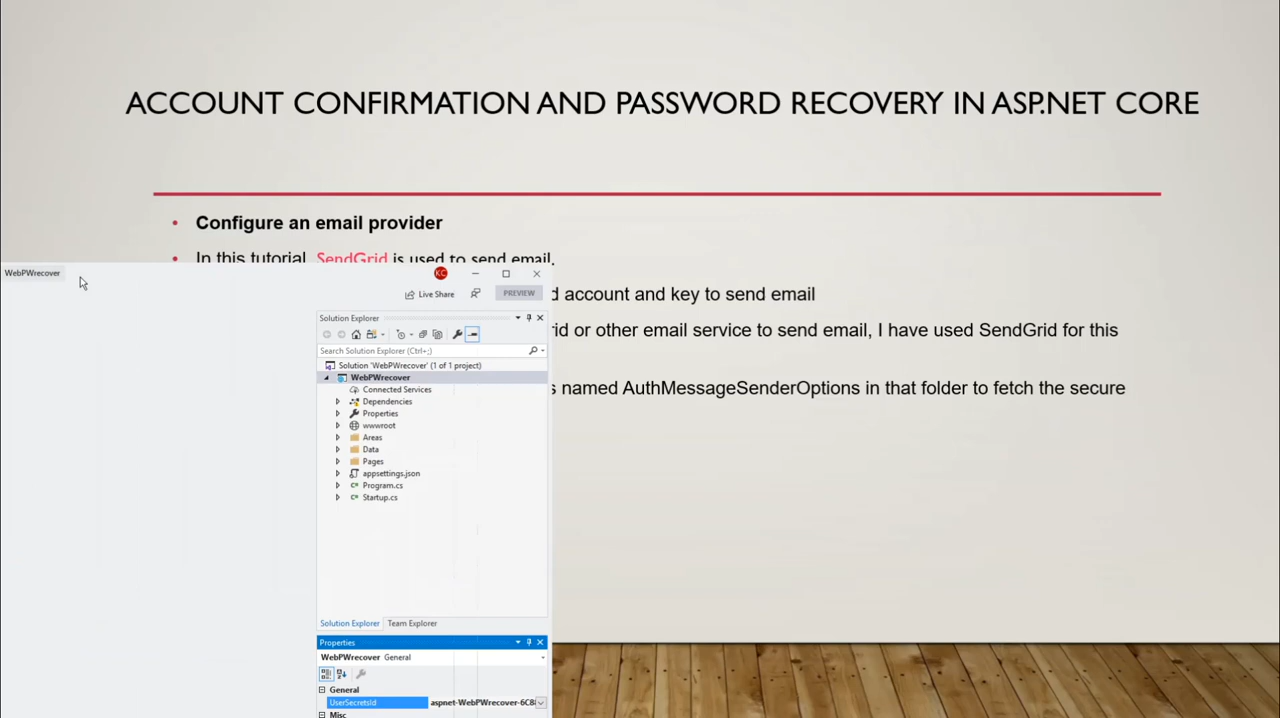 ACCOUNT CONFIRMATION AND PASSWORD RECOVERY IN ASP.NET CORE
• Configure an email provider
• In this tutorial, SendGrid is used to send email.
account and key to send email
or other email service to send email, I have used SendGrid for this
named AuthMessageSenderOptions in that folder to fetch the secure
WebPWrecover
KC
Live Share
PREVIEW
Solution Explorer
Search Solution Explorer (Ctrl+;)
Solution 'WebPWrecover' (1 of 1 project)
WebPWrecover
Connected Services
Dependencies
Properties
wwwroot
Areas
Data
Pages
appsettings.json
Program.cs
Startup.cs
Solution Explorer Team Explorer
Properties
WebPWrecover General
General
UserSecretsId aspnet-WebPWrecover-6C8
Misc